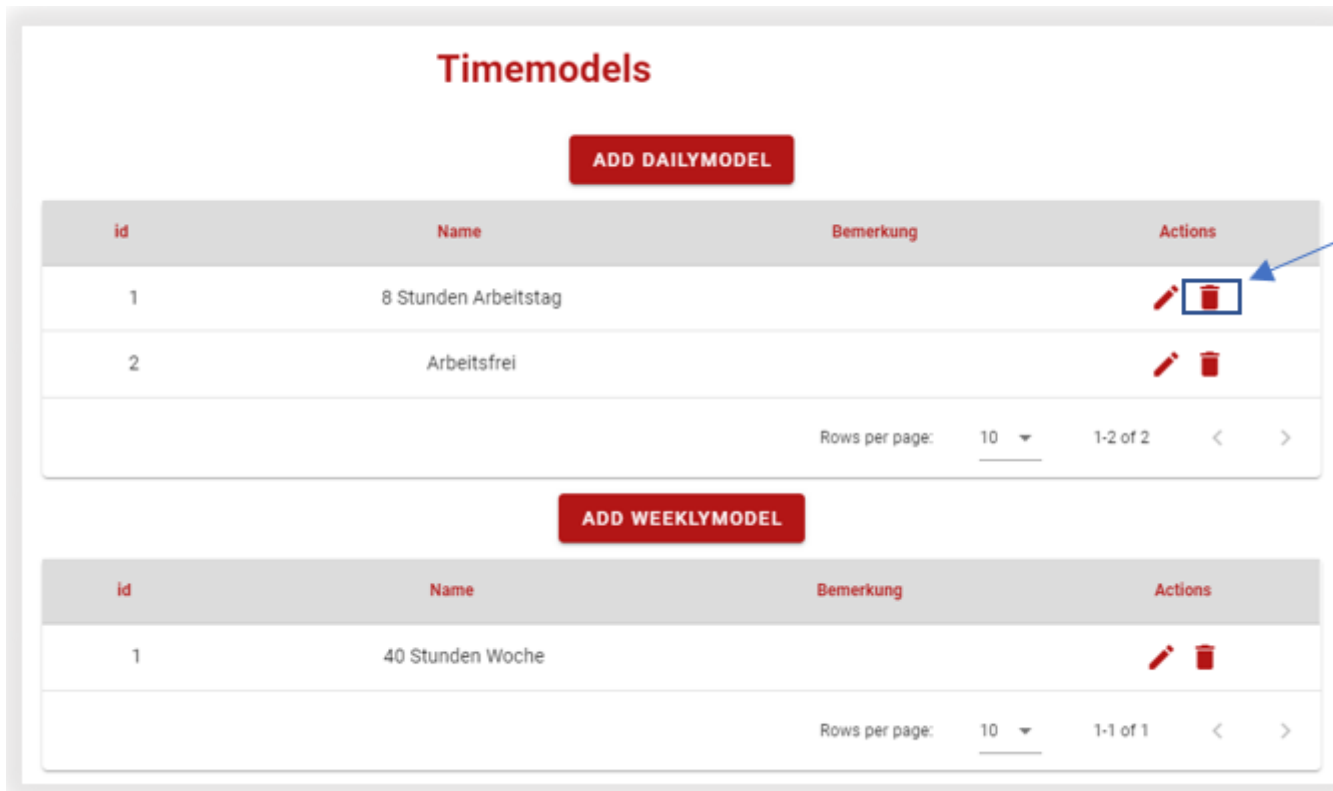 Timemodels
ADD DAILYMODEL
id Name Bemerkung Actions
1 8 Stunden Arbeitstag
2 Arbeitsfrei
Rows per page: 10 1-2 of 2
ADD WEEKLYMODEL
id Name Bemerkung Actions
1 40 Stunden Woche
Rows per page: 10 1-1 of 1